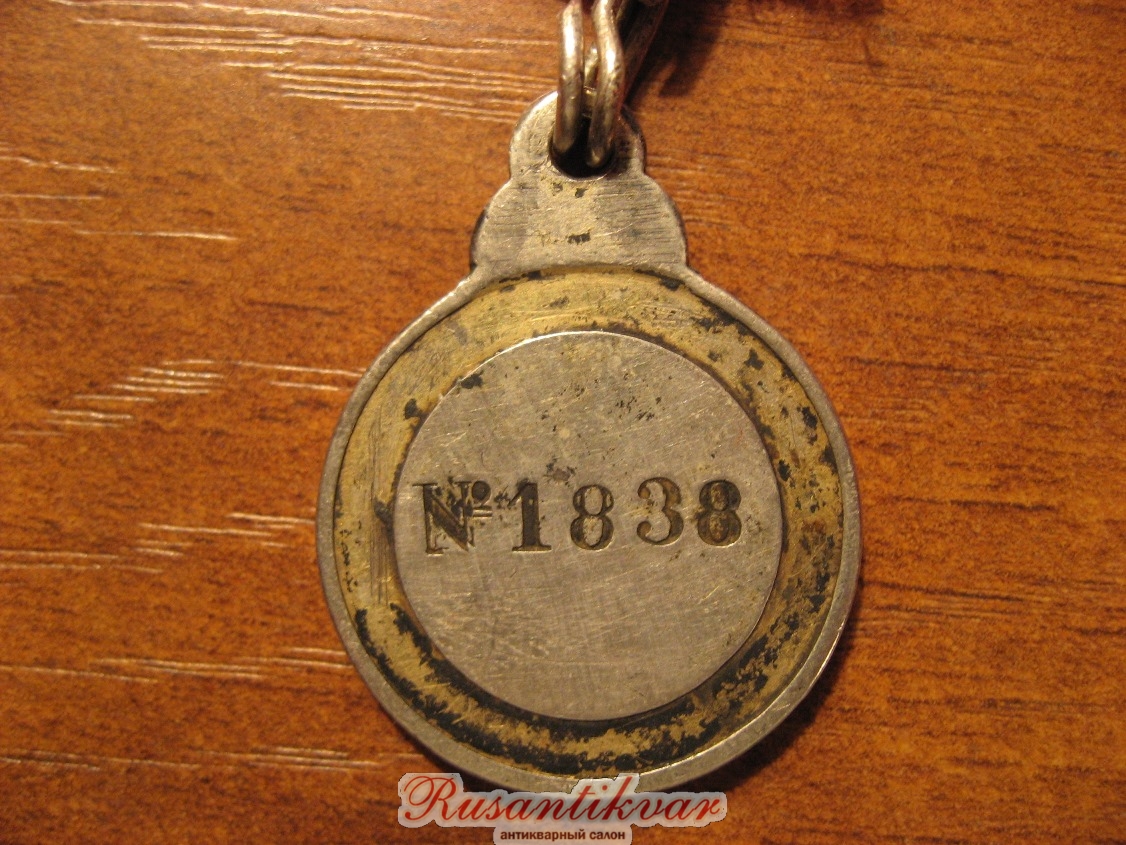 №1838
Rusantikvar
антикварный салон